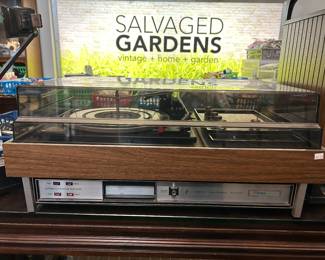 SALVAGED
GARDENS
vintage + home + garden